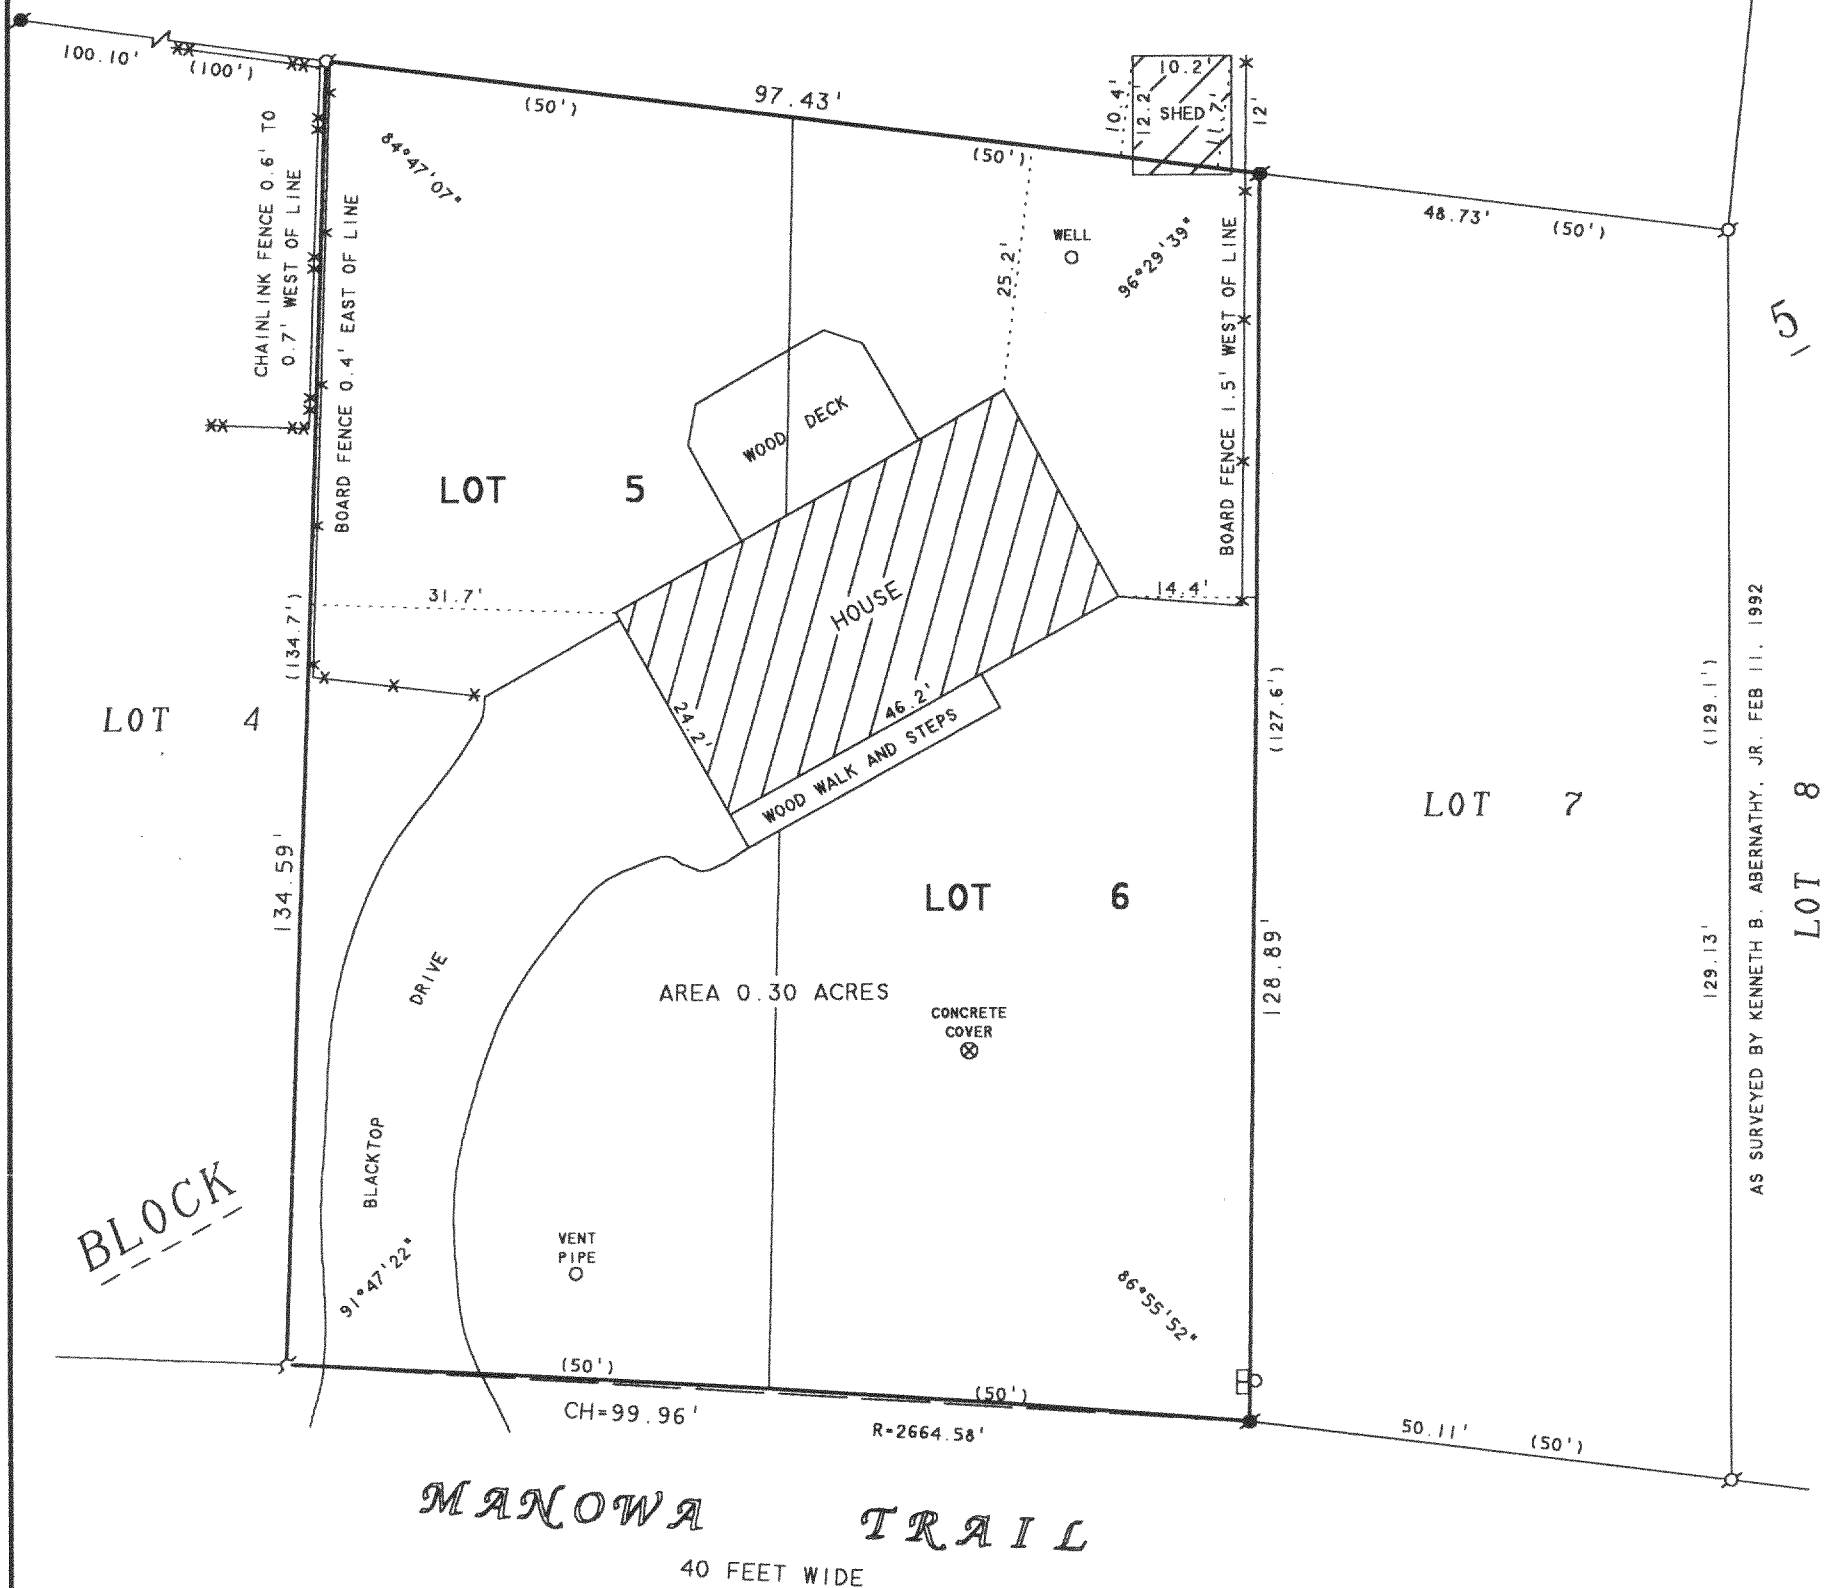 100.10'
(100')
(50')
97.43'
(50')
10.2'
10.4'
12.2'
SHED
11.7'
12'
48.73'
(50')
84°47'07"
CHAINLINK FENCE 0.6' TO
0.7' WEST OF LINE
BOARD FENCE 0.4' EAST OF LINE
25.2'
WELL
96°29'39"
BOARD FENCE 1.5' WEST OF LINE
5
WOOD DECK
LOT 5
HOUSE
31.7'
14.4'
(134.7')
(127.6')
(129.1')
24.2'
46.2'
WOOD WALK AND STEPS
LOT 4
LOT 7
LOT 8
AS SURVEYED BY KENNETH B. ABERNATHY, JR. FEB 11, 1992
134.59'
LOT 6
128.89'
129.13'
DRIVE
AREA 0.30 ACRES
CONCRETE
COVER
BLACKTOP
BLOCK
VENT
PIPE
91°47'22"
86°55'52"
(50')
(50')
CH=99.96'
R=2664.58'
50.11'
(50')
MANOWA TRAIL
40 FEET WIDE